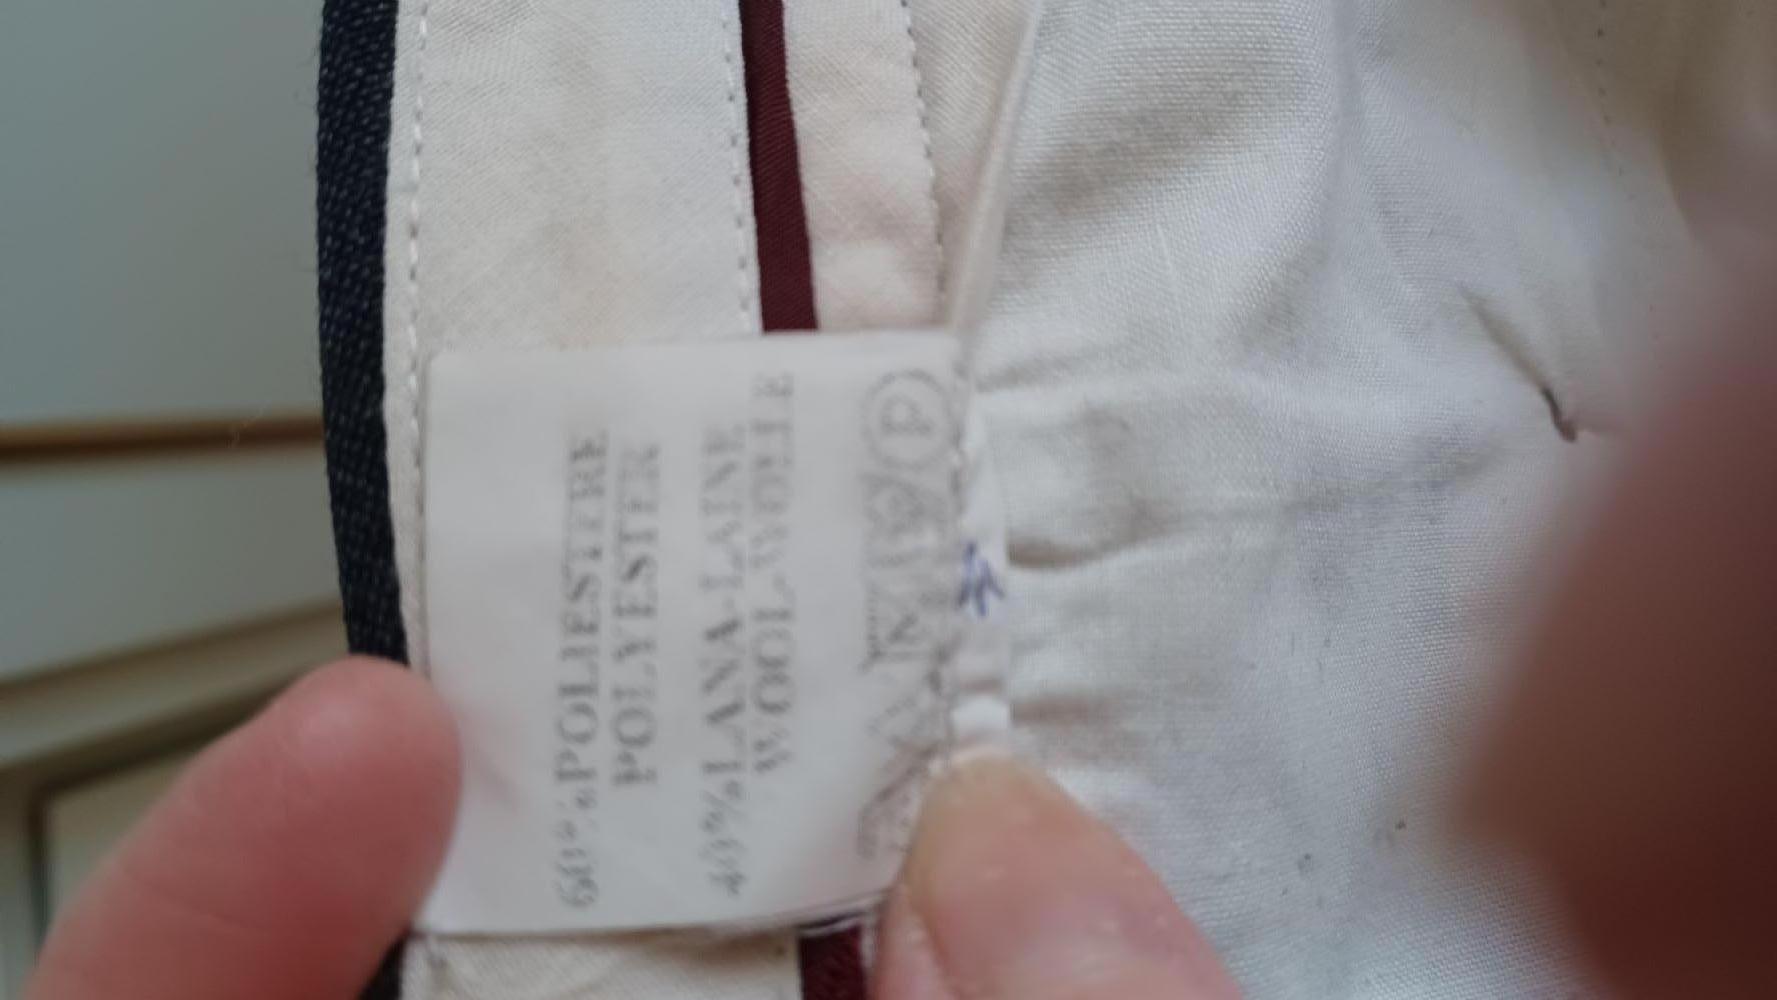 60% POLIESTERE
POLYESTER
40% LANA-LAINE
WOOL-WOLLE
P